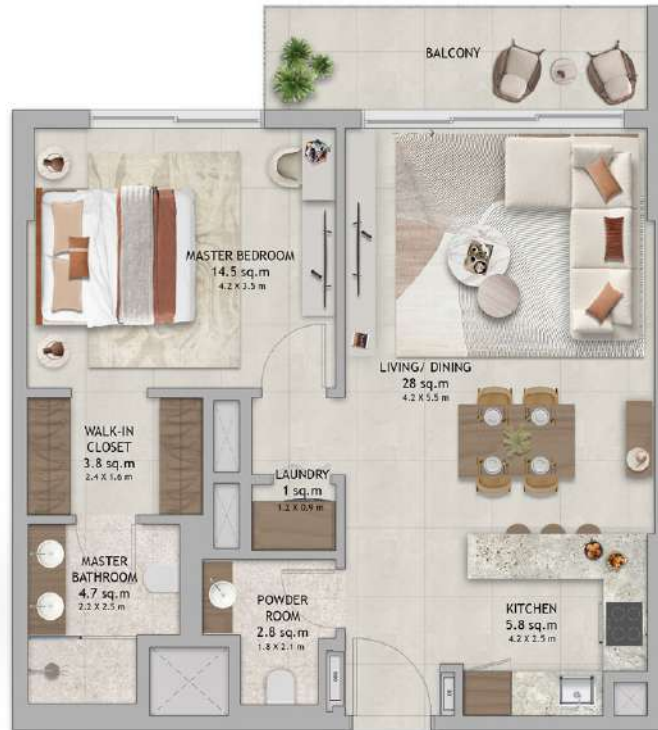 BALCONY
MASTER BEDROOM
14.5 sq.m
4.2 X 3.5 m
LIVING/ DINING
28 sq.m
4.2 X 5.5 m
WALK-IN
CLOSET
3.8 sq.m
2.4 X 1.6 m
LAUNDRY
1 sq.m
1.2 X 0.9 m
MASTER
BATHROOM
4.7 sq.m
2.2 X 2.5 m
POWDER
ROOM
2.8 sq.m
1.8 X 2.1 m
KITCHEN
5.8 sq.m
4.2 X 2.5 m